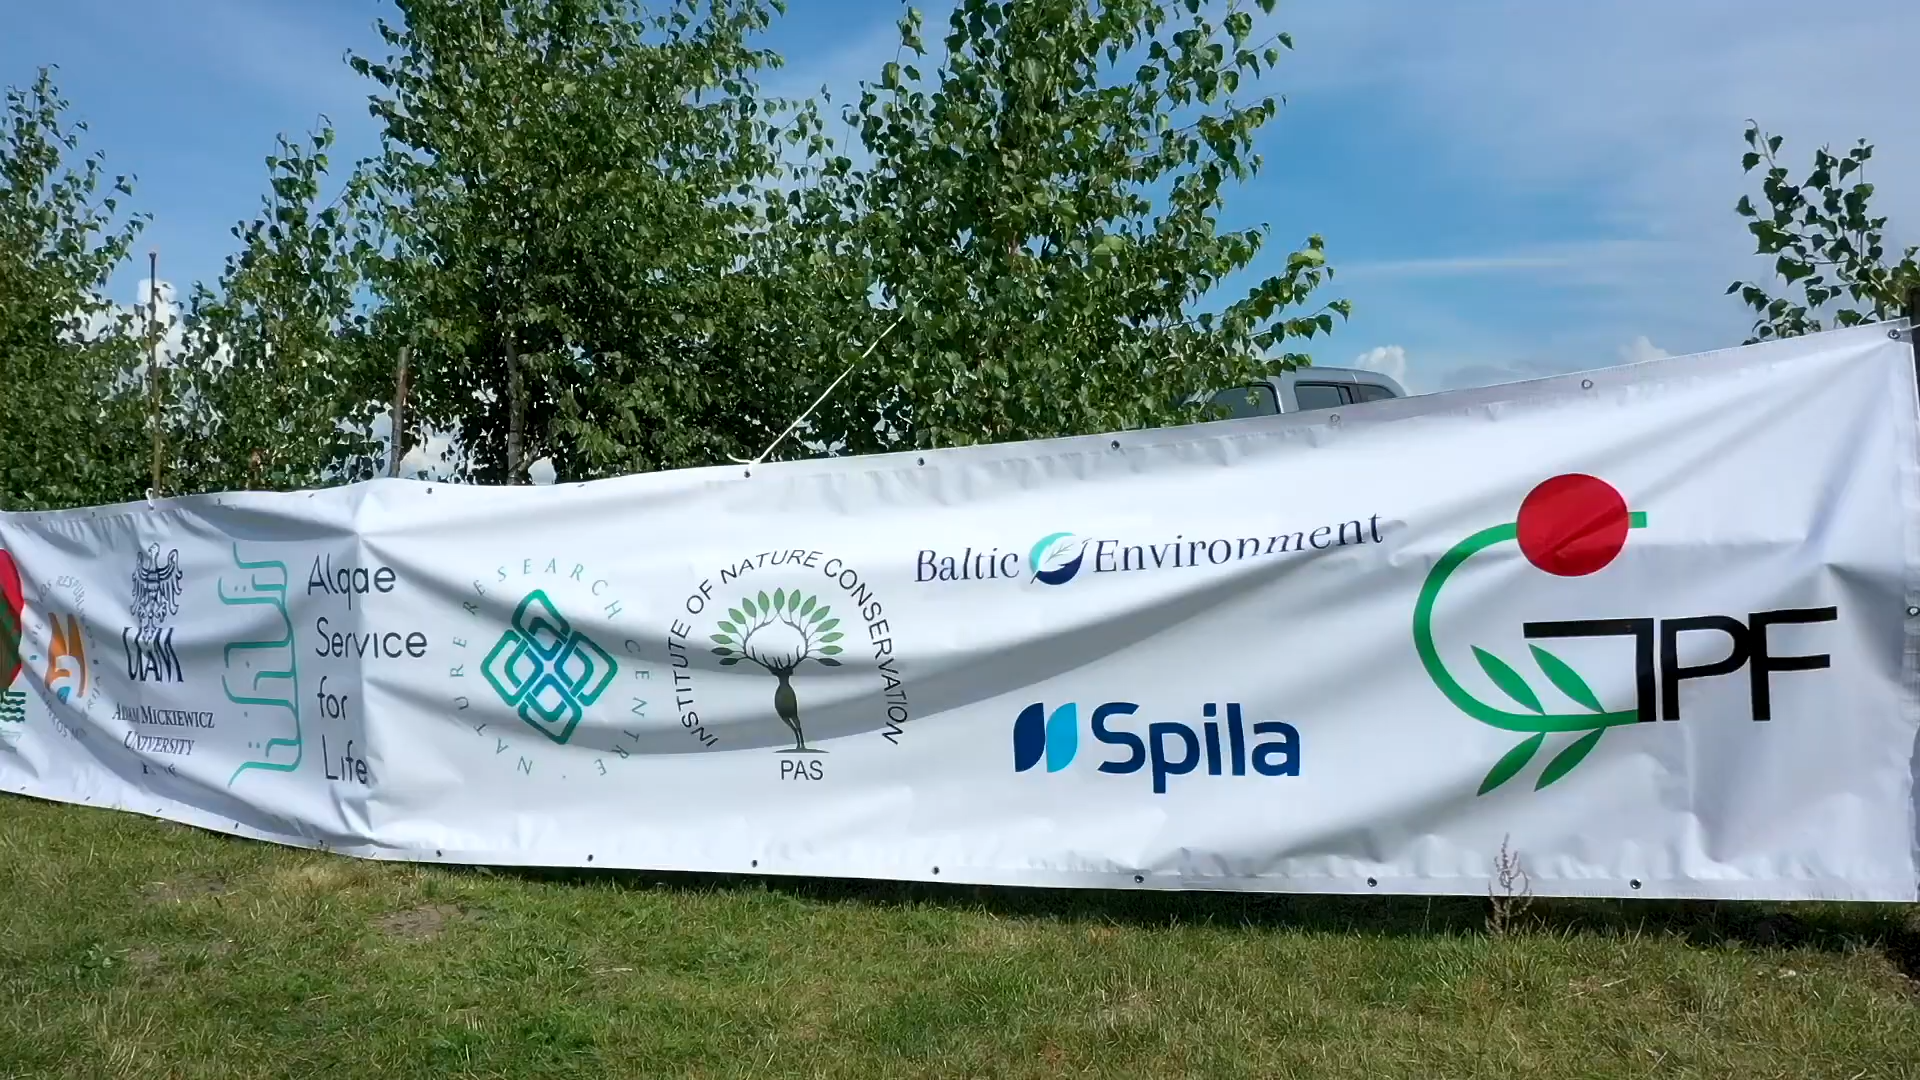 UAM
ADAM MICKIEWICZ
UNIVERSITY
Algae
Service
for
Life
NATURE RESEARCH CENTRE
INSTITUTE OF NATURE CONSERVATION
PAS
Baltic Environment
Spila
JPF